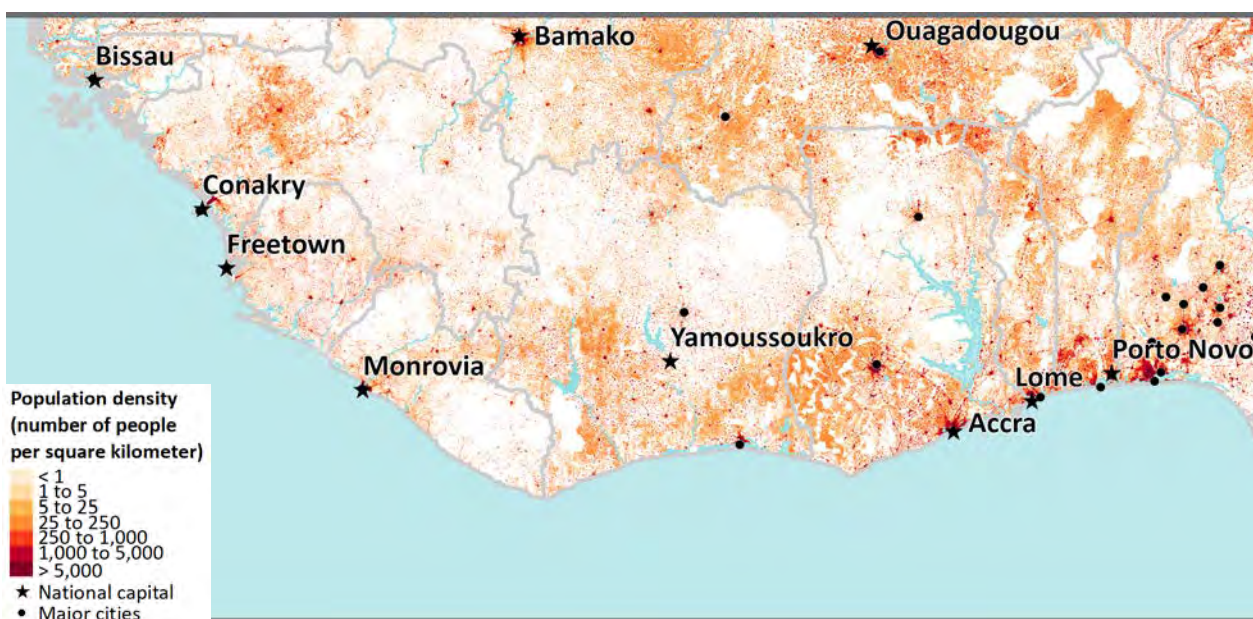 Bamako
Ouagadougou
Bissau
Conakry
Freetown
Yamoussoukro
Monrovia
Porto Novo
Lome
Accra
Population density
(number of people
per square kilometer)
< 1
1 to 5
5 to 25
25 to 250
250 to 1,000
1,000 to 5,000
> 5,000
National capital
Major cities